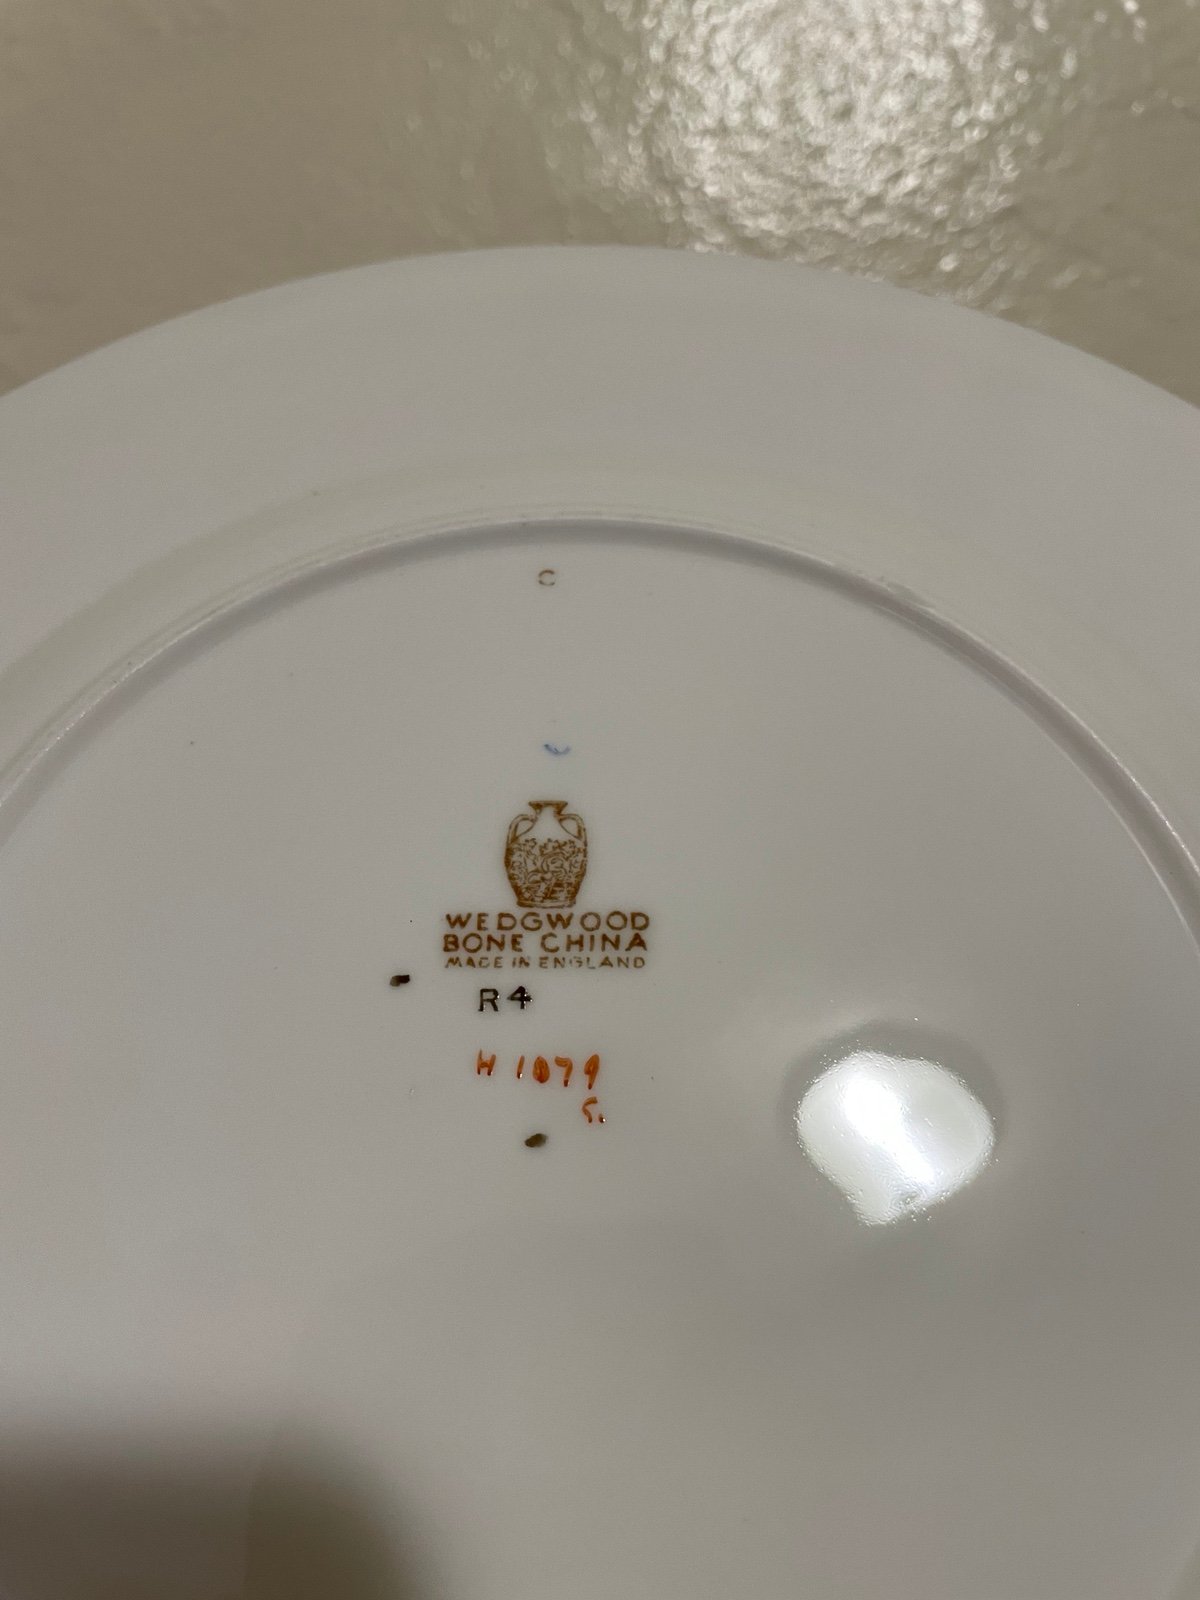 C
WEDGWOOD
BONE CHINA
MADE IN ENGLAND
R4
H 1079
S.